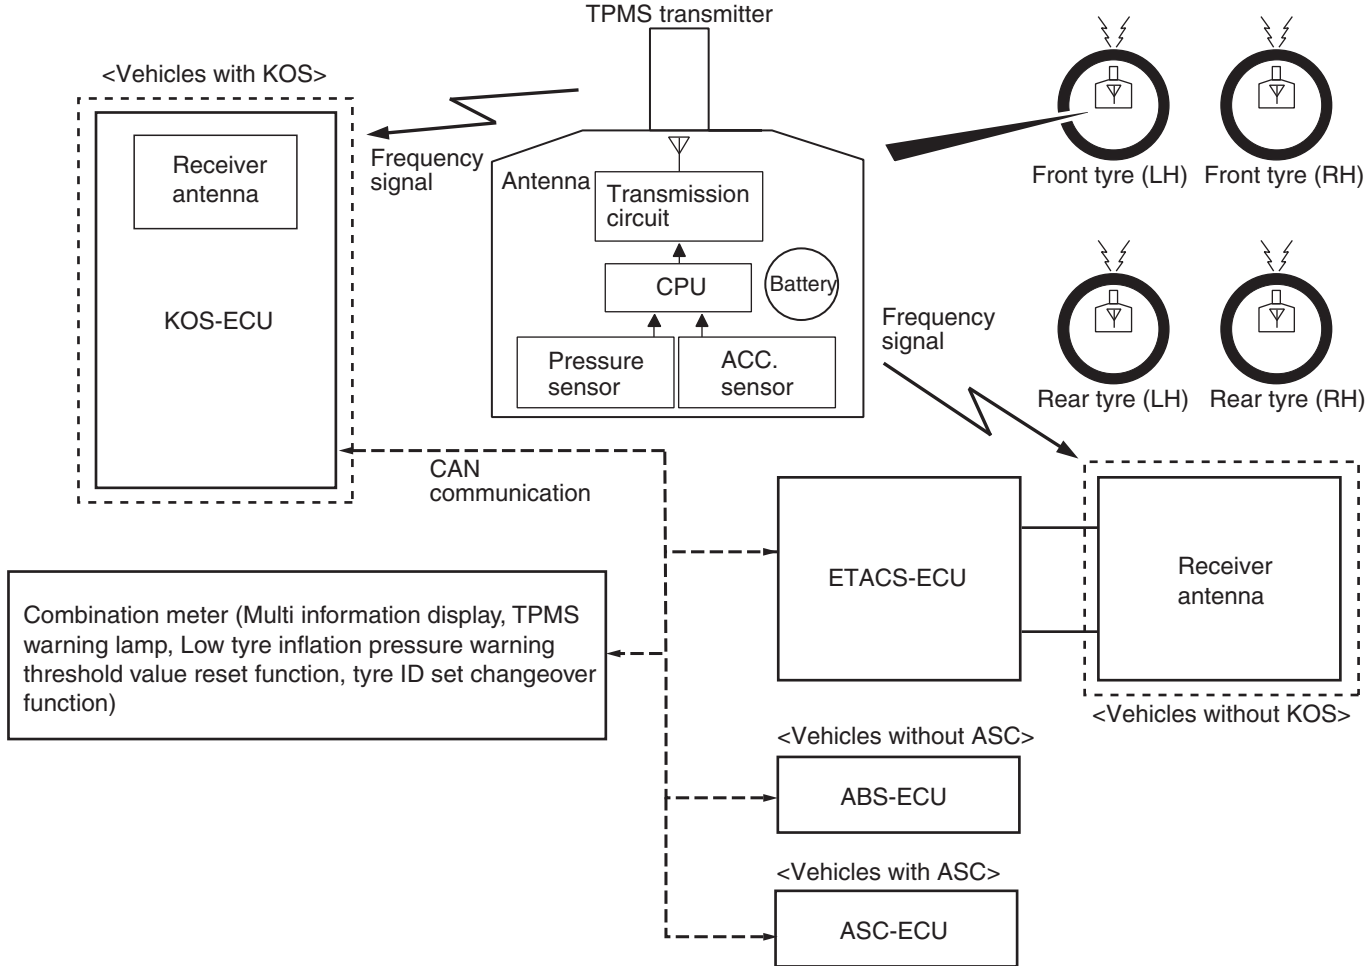 TPMS transmitter
<Vehicles with KOS>
Receiver
antenna
KOS-ECU
Frequency
signal
Antenna
Transmission
circuit
CPU
Battery
Pressure
sensor
ACC.
sensor
Front tyre (LH)
Front tyre (RH)
Rear tyre (LH)
Rear tyre (RH)
Frequency
signal
CAN
communication
ETACS-ECU
Receiver
antenna
<Vehicles without KOS>
Combination meter (Multi information display, TPMS
warning lamp, Low tyre inflation pressure warning
threshold value reset function, tyre ID set changeover
function)
<Vehicles without ASC>
ABS-ECU
<Vehicles with ASC>
ASC-ECU